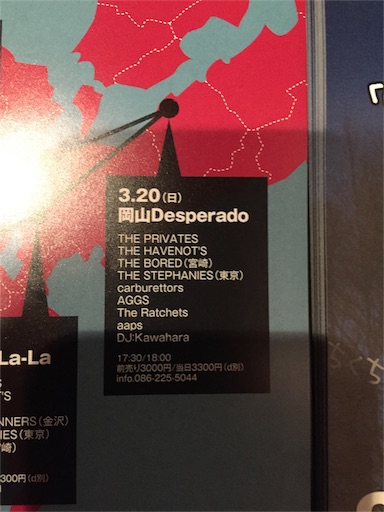 3.20(日)
岡山Desperado
THE PRIVATES
THE HAVENOT'S
THE BORED(宮崎)
THE STEPHANIES(東京)
carburettors
AGGS
The Ratchets
aaps
DJ:Kawahara
17:30/18:00
前売り3000円/当日3300円(d別)
info.086-225-5044
La-La
S
T'S
NNERS(金沢)
IES(東京)
崎)
300円(d別)